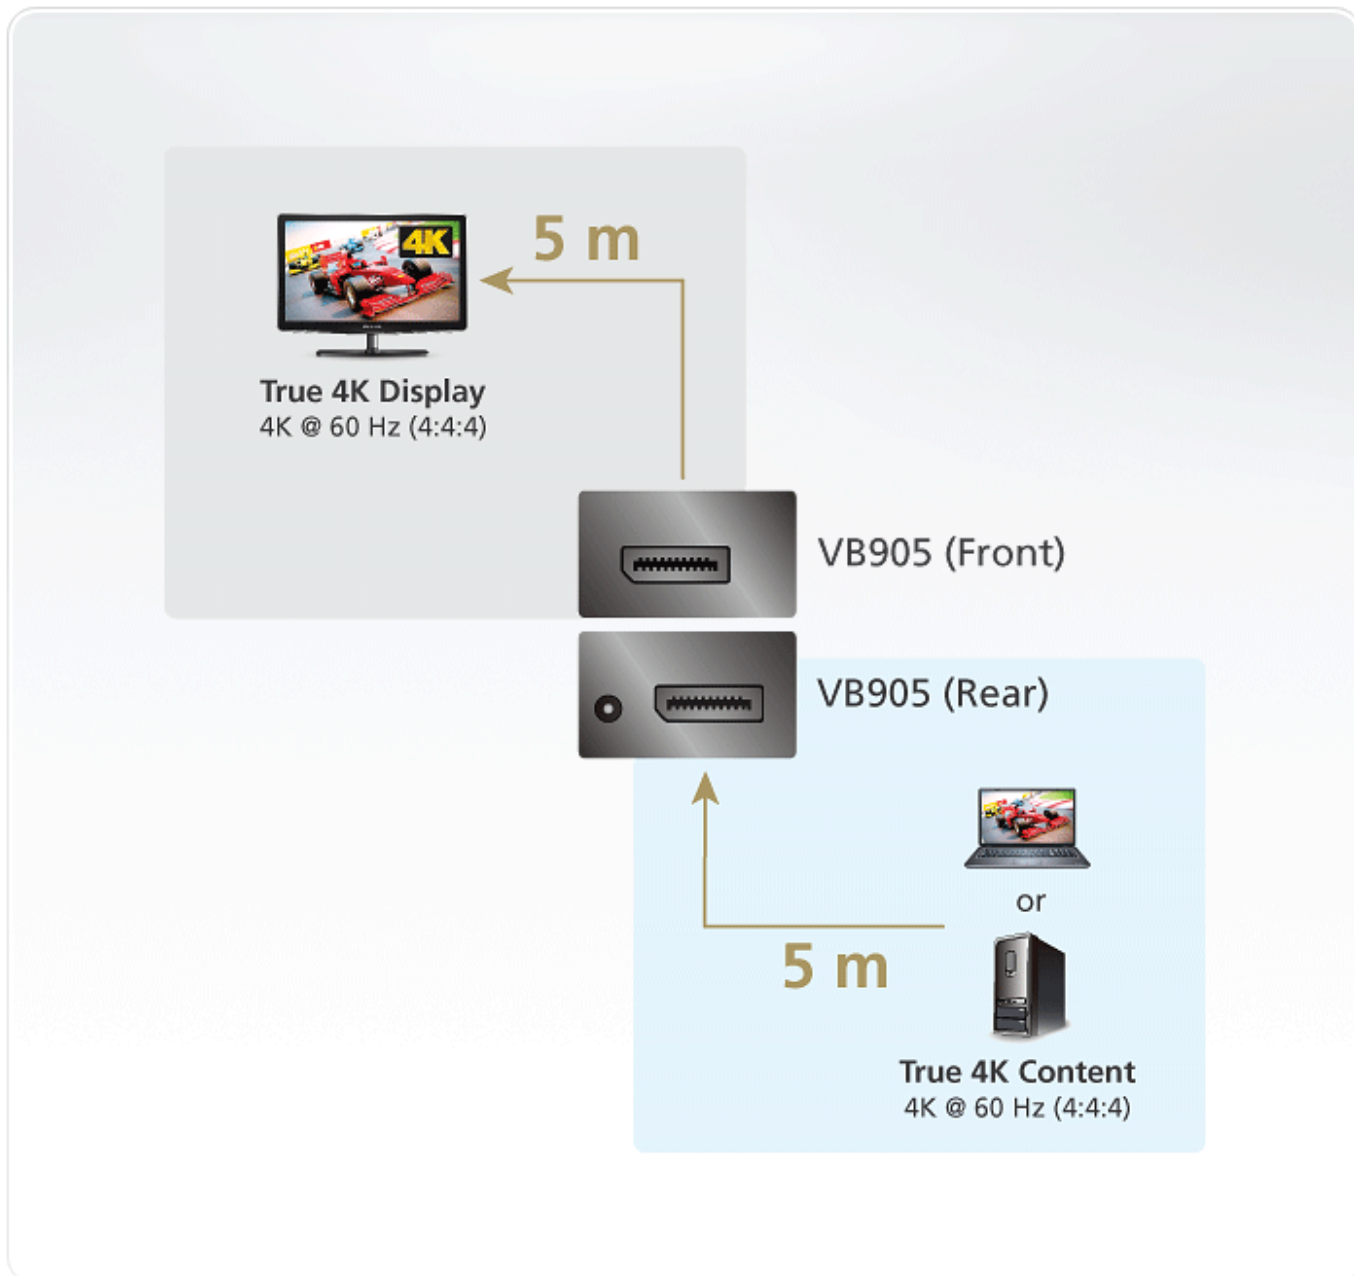 4K
5 m
True 4K Display
4K @ 60 Hz (4:4:4)
VB905 (Front)
VB905 (Rear)
or
5 m
True 4K Content
4K @ 60 Hz (4:4:4)